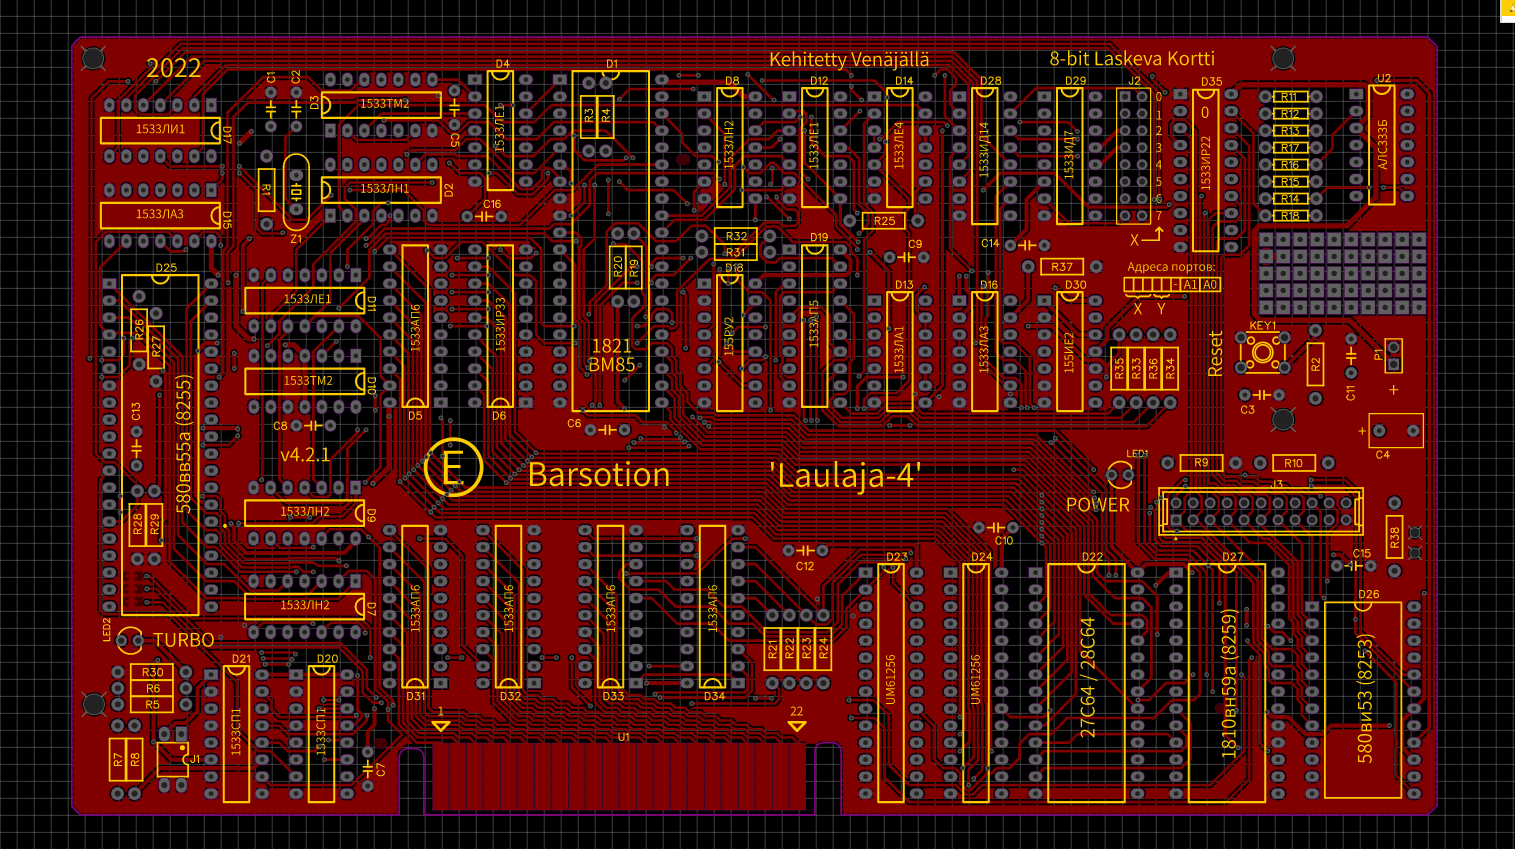 2022
Kehitetty Venäjällä
8-bit Laskeva Kortti
C1
C2
D3
1533ТМ2
C5
D4
1533ЛЕ1
D1
R3
R4
1821
ВМ85
D8
1533ЛН2
D12
1533ЛЕ1
D14
1533ЛЕ4
D28
1533ИД14
D29
1533ИД7
J2
0
1
2
3
4
5
6
7
X
D35
0
1533ИР22
R11
R12
R13
R17
R16
R15
R14
R18
U2
АЛС333Б
1533ЛИ1
D17
1533ЛА3
D15
R1
Z1
1533ЛН1
D2
C16
R25
C9
C14
R37
R32
R31
R20
R19
Адреса портов:
- A1 A0
X Y
D25
580вв55а (8255)
R26
R27
C13
R28
R29
1533ЛЕ1
D11
1533ТМ2
D10
C8
v4.2.1
1533АП6
D5
1533ИР33
D6
C6
D18
155РУ2
D19
1533АП5
D13
1533ЛА1
D16
1533ЛА3
D30
155ИЕ2
R35
R33
R36
R34
Reset
KEY1
R2
C3
C11
P1
+
+
C4
E
Barsotion
'Laulaja-4'
LED1
POWER
R9
R10
J3
R38
C15
1533ЛН2
D9
1533ЛН2
D7
1533АП6
D31
1533АП6
D32
1533АП6
D33
1533АП6
D34
C12
C10
R21
R22
R23
R24
D23
UM61256
D24
UM61256
D22
27C64 / 28C64
D27
1810вн59а (8259)
D26
580ви53 (8253)
LED2
TURBO
R30
R6
R5
R7
R8
J1
D21
1533СП1
D20
1533СП1
C7
1
22
U1